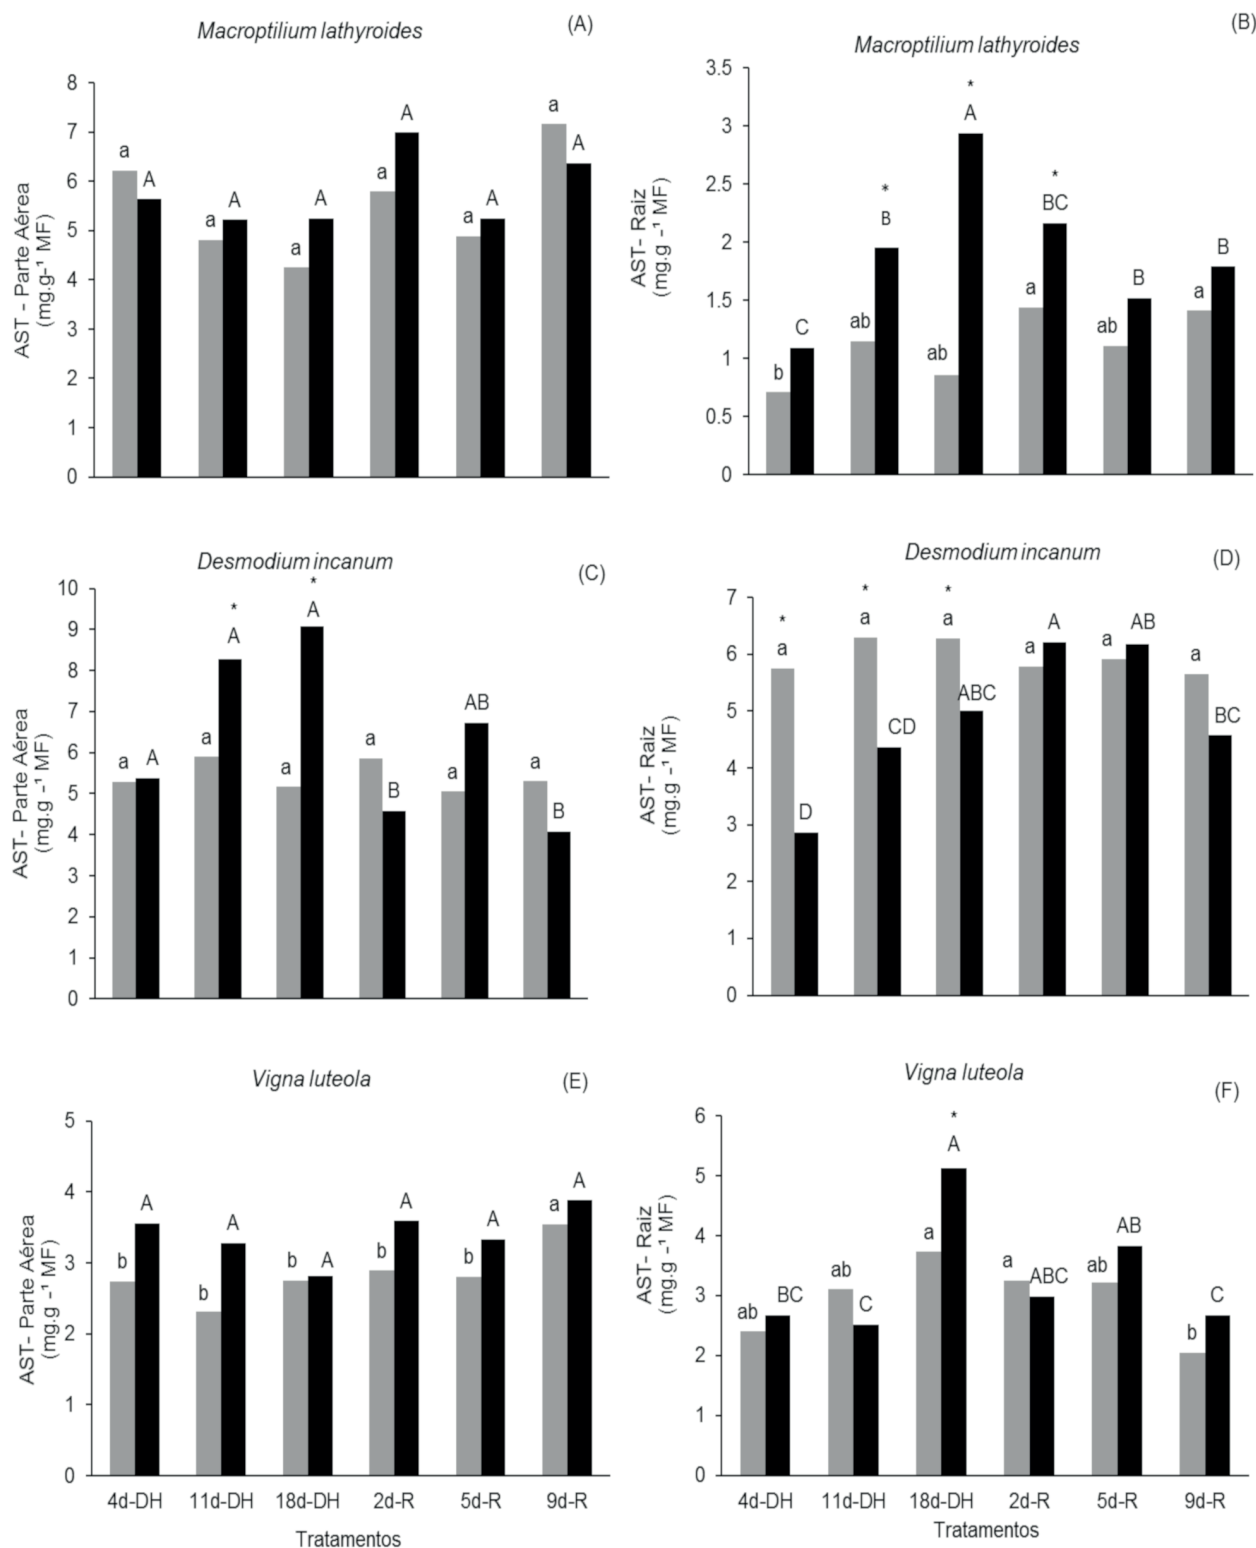 Macroptilium lathyroides
(A)
AST - Parte Aérea
(mg.g-¹ MF)
8
7
6
5
4
3
2
1
0
a
A
a
A
a
A
a
A
a
A
a
A
Macroptilium lathyroides
(B)
AST- Raiz
(mg.g -¹ MF)
3.5
3
2.5
2
1.5
1
0.5
0
b
C
ab
*
B
ab
*
A
a
*
BC
ab
B
a
B
Desmodium incanum
(C)
AST- Parte Aérea
(mg.g -¹ MF)
10
9
8
7
6
5
4
3
2
1
0
a
A
a
*
A
a
*
A
a
B
a
AB
a
B
Desmodium incanum
(D)
AST- Raiz
(mg.g -¹ MF)
7
6
5
4
3
2
1
0
*
a
D
*
a
CD
*
a
ABC
a
A
a
AB
a
BC
Vigna luteola
(E)
AST- Parte Aérea
(mg.g -¹ MF)
5
4
3
2
1
0
b
A
b
A
b
A
b
A
b
A
a
A
4d-DH 11d-DH 18d-DH 2d-R 5d-R 9d-R
Tratamentos
Vigna luteola
(F)
AST- Raiz
(mg.g -¹ MF)
6
5
4
3
2
1
0
ab
BC
ab
C
a
*
A
a
ABC
ab
AB
b
C
4d-DH 11d-DH 18d-DH 2d-R 5d-R 9d-R
Tratamentos